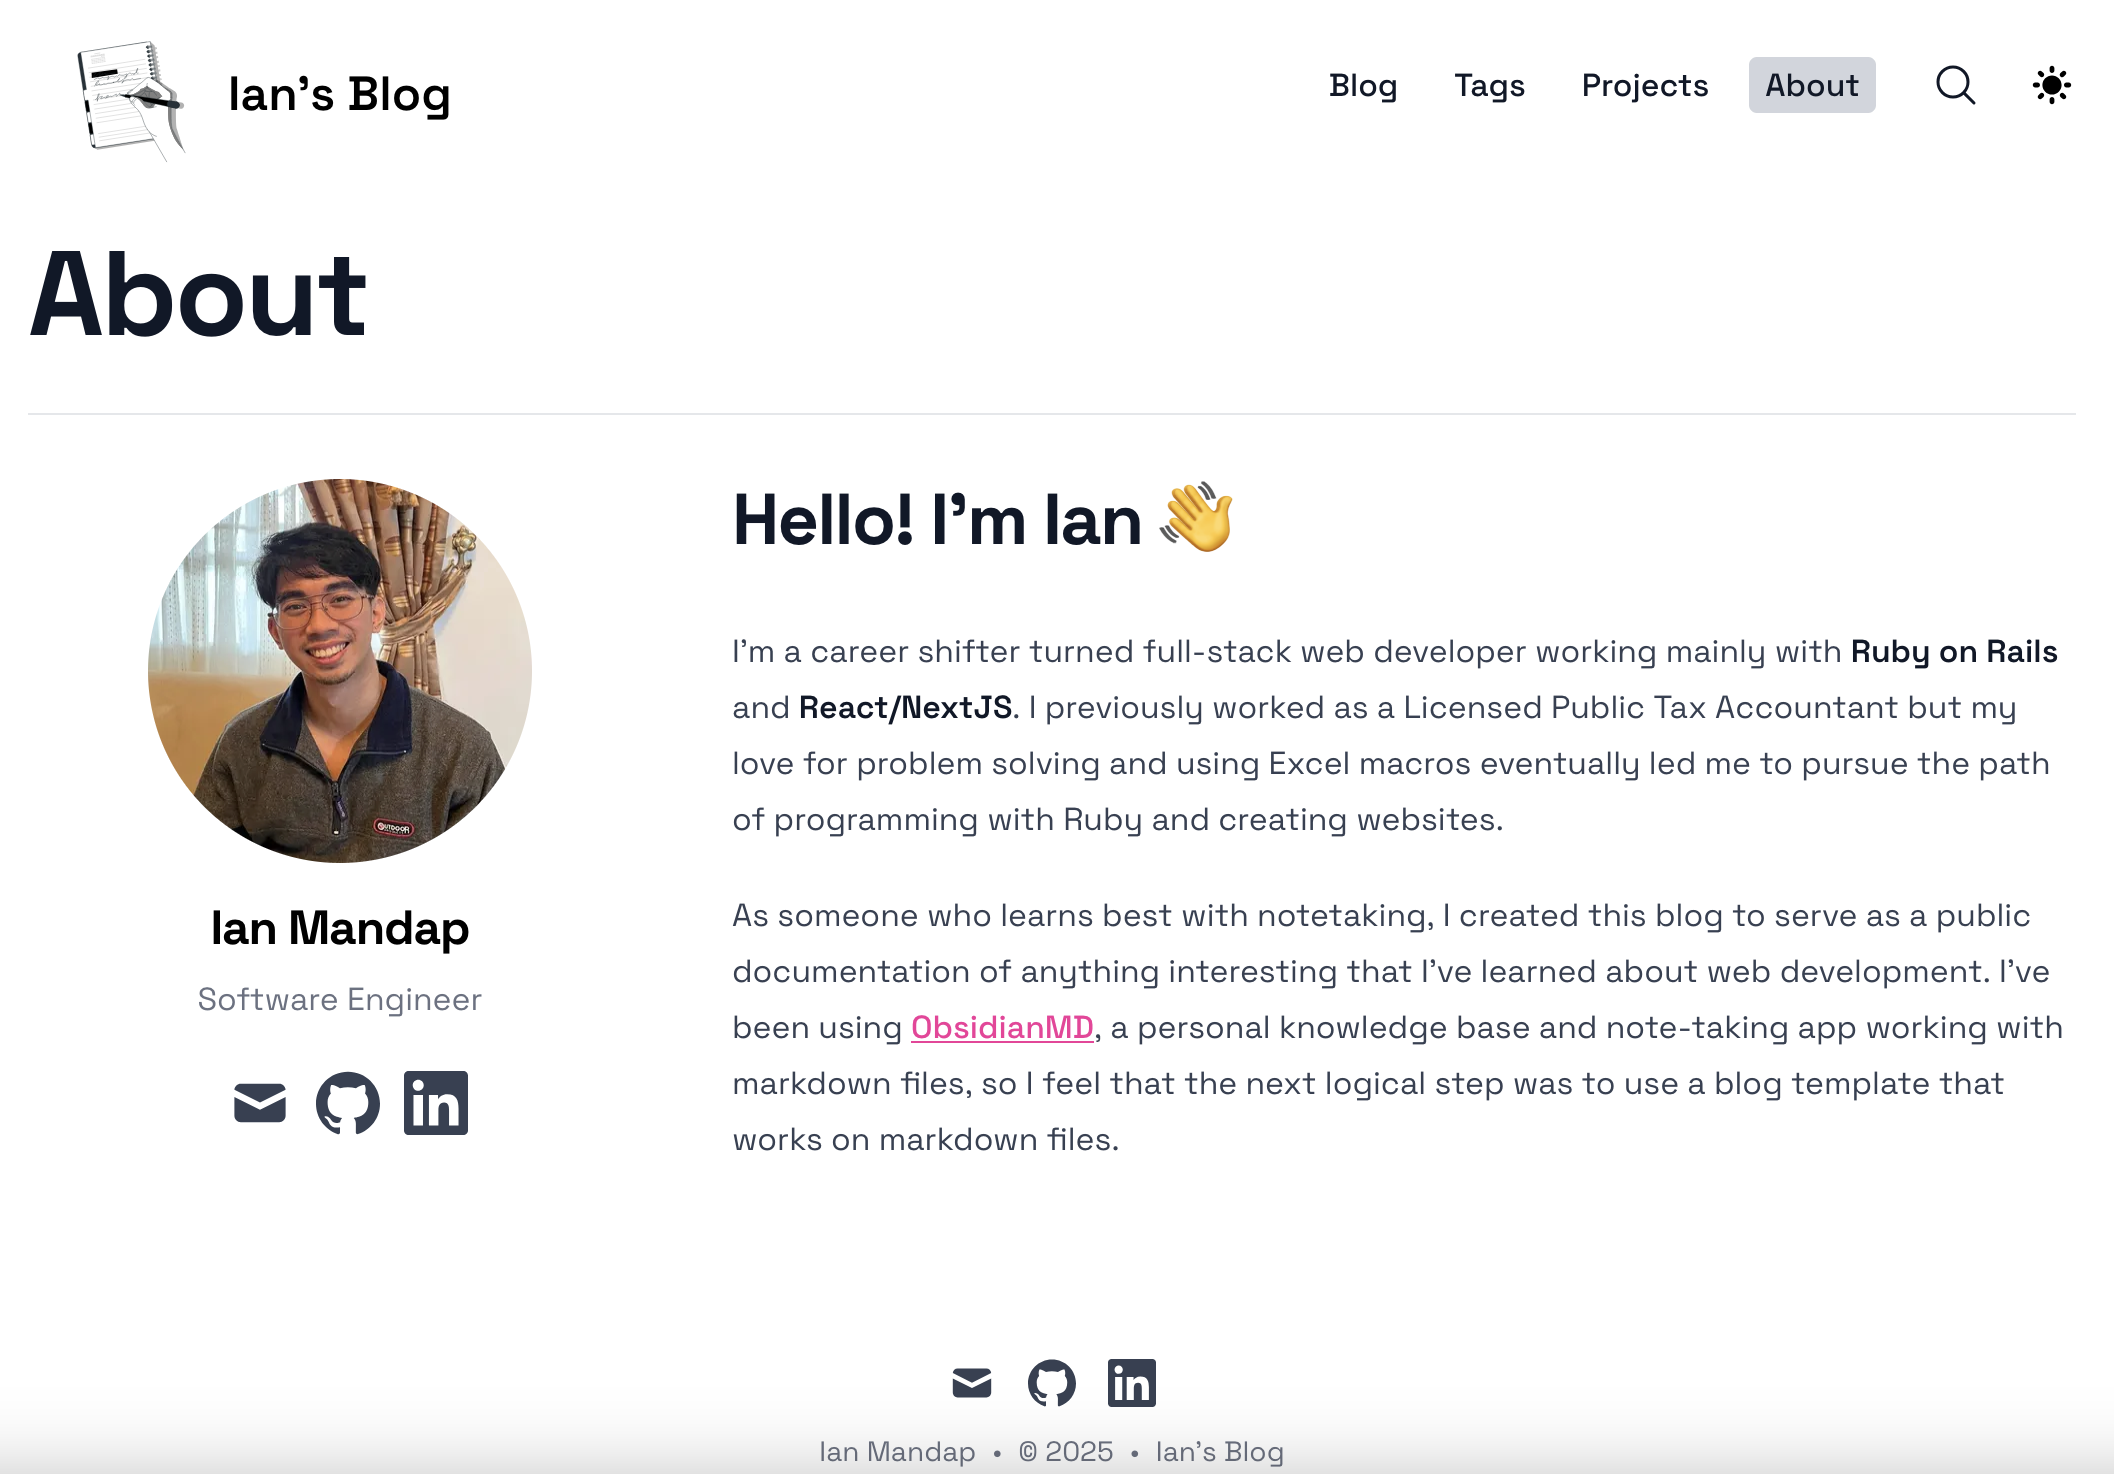 Ian's Blog
Blog Tags Projects About
About
OUTDOOR
Hello! I'm Ian 👋
I'm a career shifter turned full-stack web developer working mainly with Ruby on Rails
and React/NextJS. I previously worked as a Licensed Public Tax Accountant but my
love for problem solving and using Excel macros eventually led me to pursue the path
of programming with Ruby and creating websites.
As someone who learns best with notetaking, I created this blog to serve as a public
documentation of anything interesting that I've learned about web development. I've
been using ObsidianMD, a personal knowledge base and note-taking app working with
markdown files, so I feel that the next logical step was to use a blog template that
works on markdown files.
Ian Mandap
Software Engineer
in
in
Ian Mandap • © 2025 • Ian's Blog